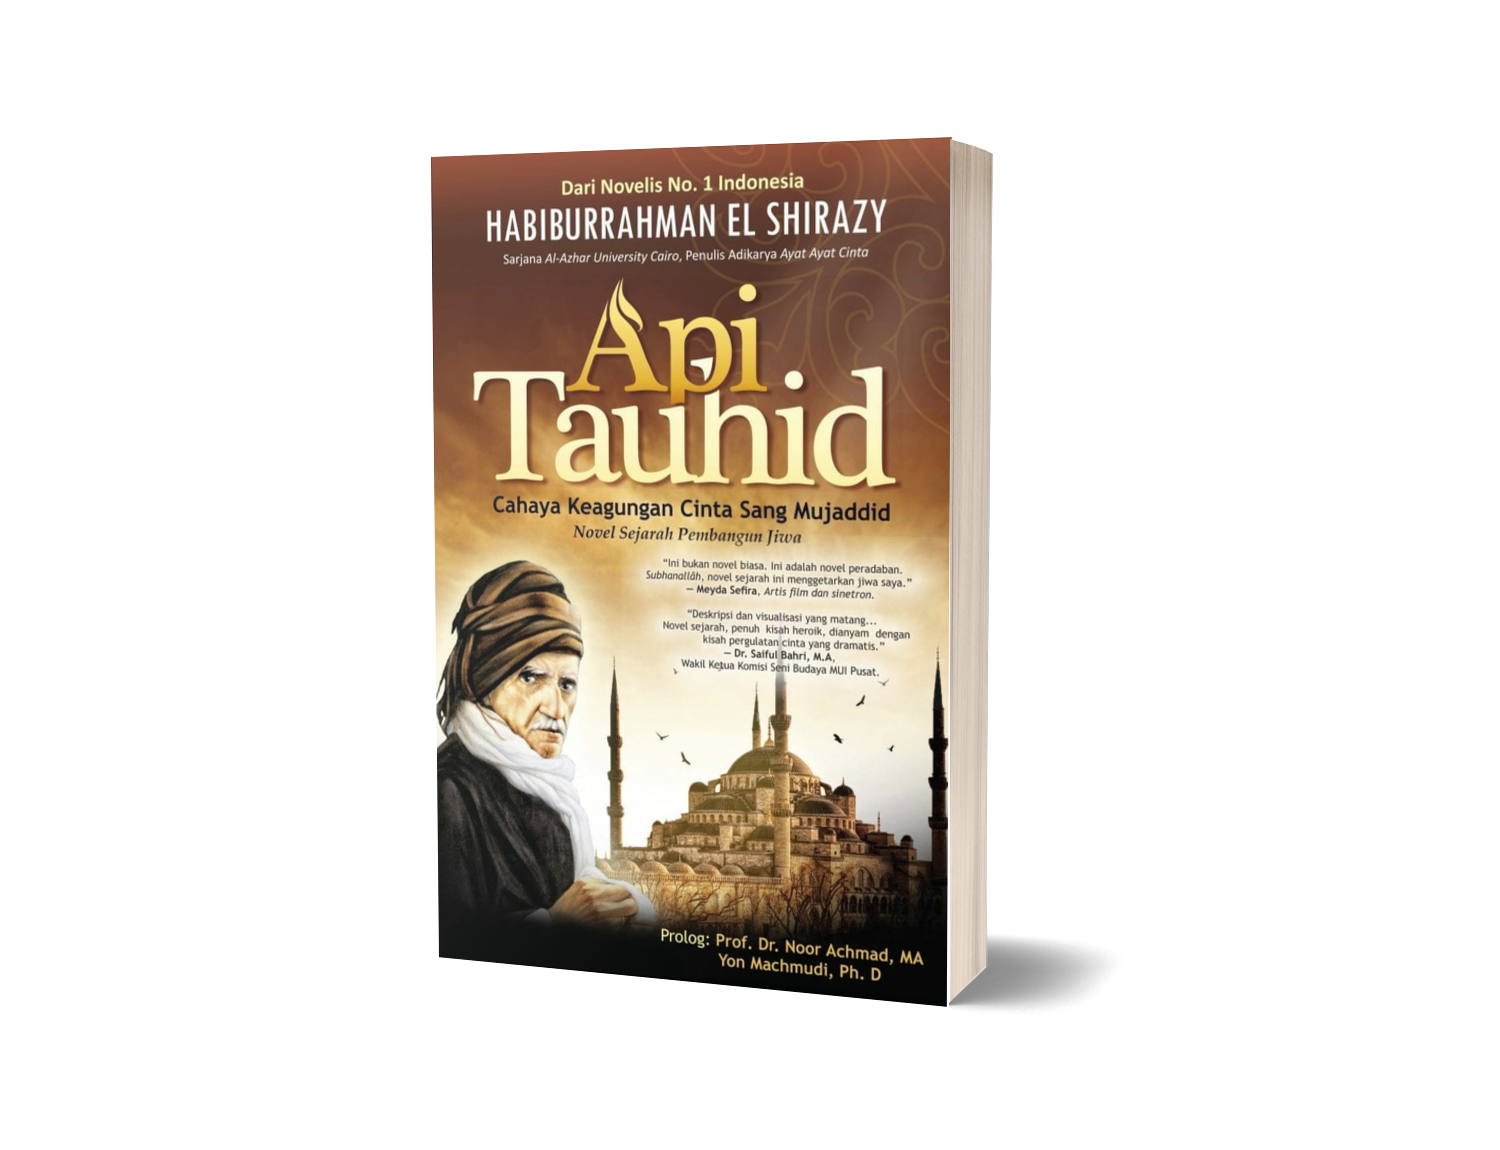 Dari Novelis No. 1 Indonesia
HABIBURRAHMAN EL SHIRAZY
Sarjana Al-Azhar University Cairo, Penulis Adikarya Ayat Ayat Cinta
Api
Tauhid
Cahaya Keagungan Cinta Sang Mujaddid
Novel Sejarah Pembangun Jiwa
“Ini bukan novel biasa. Ini adalah novel peradaban.
Subhanallâh, novel sejarah ini menggetarkan jiwa saya.”
— Meyda Sefira, Artis film dan sinetron.
“Deskripsi dan visualisasi yang matang...
Novel sejarah, penuh kisah heroik, dianyam dengan
kisah pergulatan cinta yang dramatis.”
— Dr. Saiful Bahri, M.A,
Wakil Ketua Komisi Seni Budaya MUI Pusat.
Prolog: Prof. Dr. Noor Achmad, MA
Yon Machmudi, Ph. D